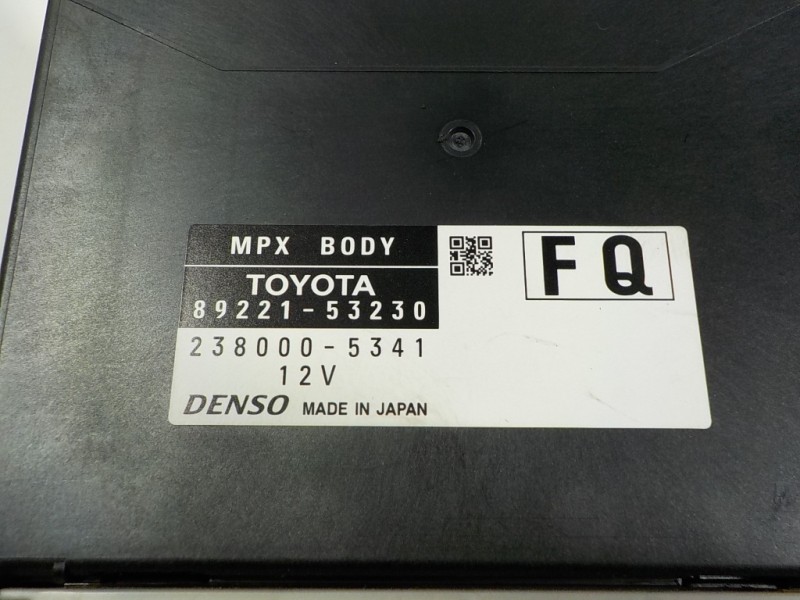 MPX BODY
FQ
TOYOTA
89221-53230
238000-5341
12V
DENSO MADE IN JAPAN